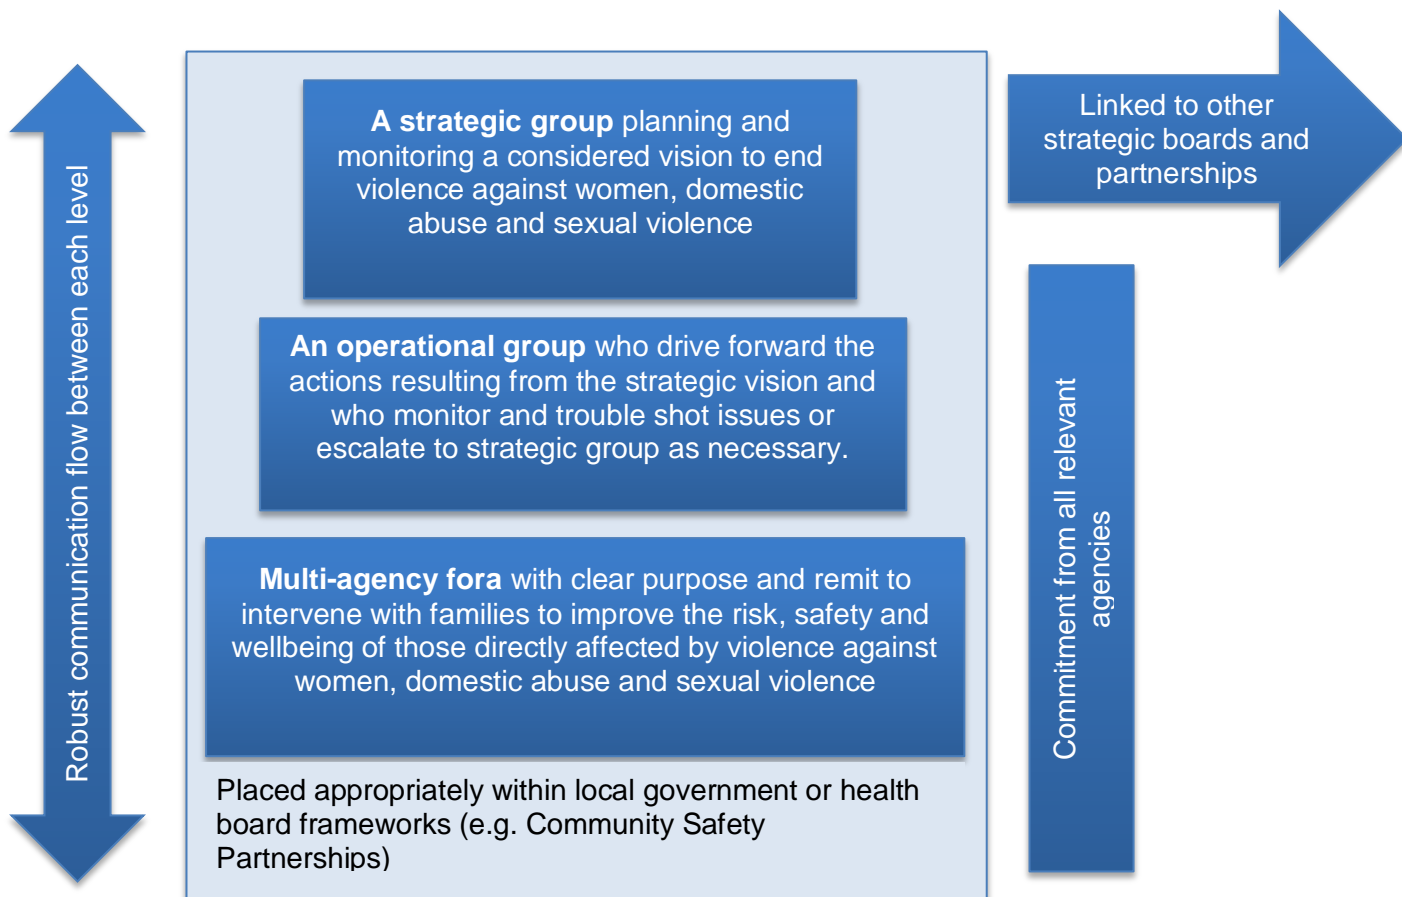 Robust communication flow between each level
A strategic group planning and
monitoring a considered vision to end
violence against women, domestic
abuse and sexual violence
An operational group who drive forward the
actions resulting from the strategic vision and
who monitor and trouble shot issues or
escalate to strategic group as necessary.
Multi-agency fora with clear purpose and remit to
intervene with families to improve the risk, safety and
wellbeing of those directly affected by violence against
women, domestic abuse and sexual violence
Placed appropriately within local government or health
board frameworks (e.g. Community Safety
Partnerships)
Linked to other
strategic boards and
partnerships
Commitment from all relevant
agencies